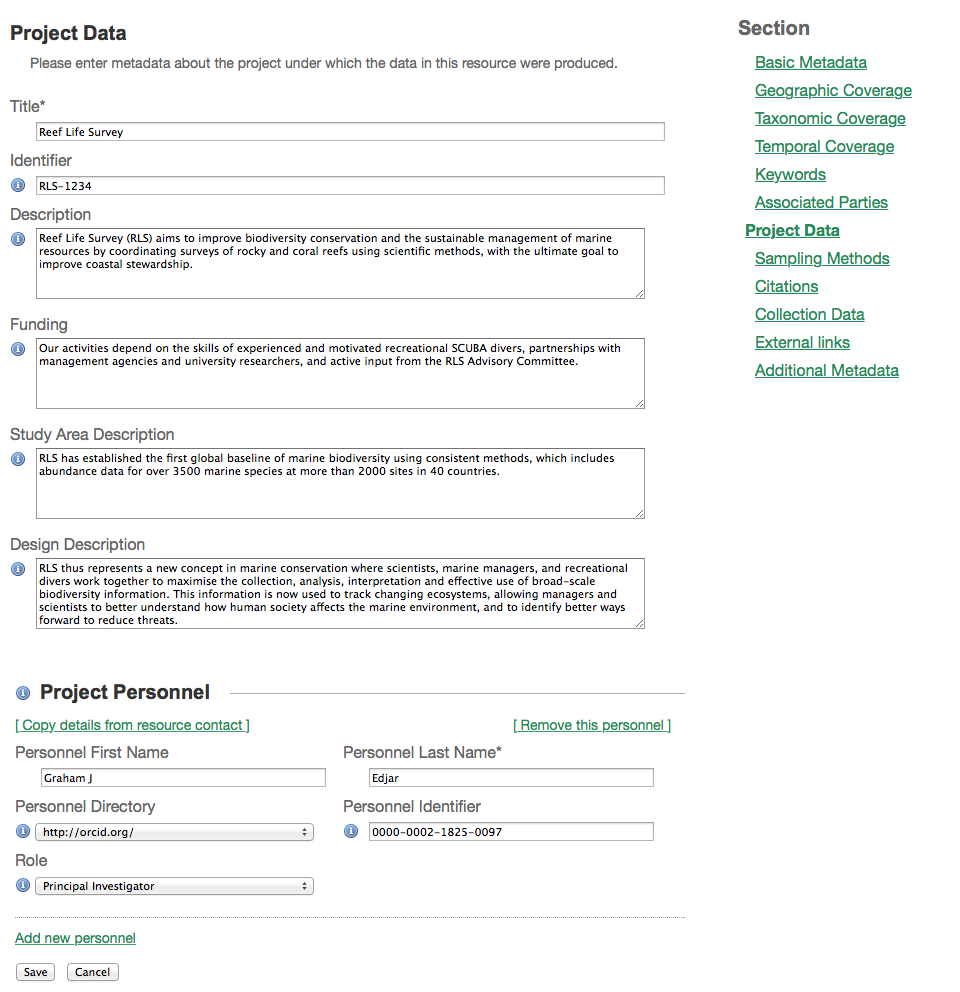 Project Data
Please enter metadata about the project under which the data in this resource were produced.
Title*
Reef Life Survey
Identifier
RLS-1234
Description
Reef Life Survey (RLS) aims to improve biodiversity conservation and the sustainable management of marine
resources by coordinating surveys of rocky and coral reefs using scientific methods, with the ultimate goal to
improve coastal stewardship.
Funding
Our activities depend on the skills of experienced and motivated recreational SCUBA divers, partnerships with
management agencies and university researchers, and active input from the RLS Advisory Committee.
Study Area Description
RLS has established the first global baseline of marine biodiversity using consistent methods, which includes
abundance data for over 3500 marine species at more than 2000 sites in 40 countries.
Design Description
RLS thus represents a new concept in marine conservation where scientists, marine managers, and recreational
divers work together to maximise the collection, analysis, interpretation and effective use of broad-scale
biodiversity information. This information is now used to track changing ecosystems, allowing managers and
scientists to better understand how human society affects the marine environment, and to identify better ways
forward to reduce threats.
Project Personnel
[ Copy details from resource contact ]
[ Remove this personnel ]
Personnel First Name
Personnel Last Name*
Graham J
Edjar
Personnel Directory
Personnel Identifier
http://orcid.org/
0000-0002-1825-0097
Role
Principal Investigator
Add new personnel
Save
Cancel
Section
Basic Metadata
Geographic Coverage
Taxonomic Coverage
Temporal Coverage
Keywords
Associated Parties
Project Data
Sampling Methods
Citations
Collection Data
External links
Additional Metadata